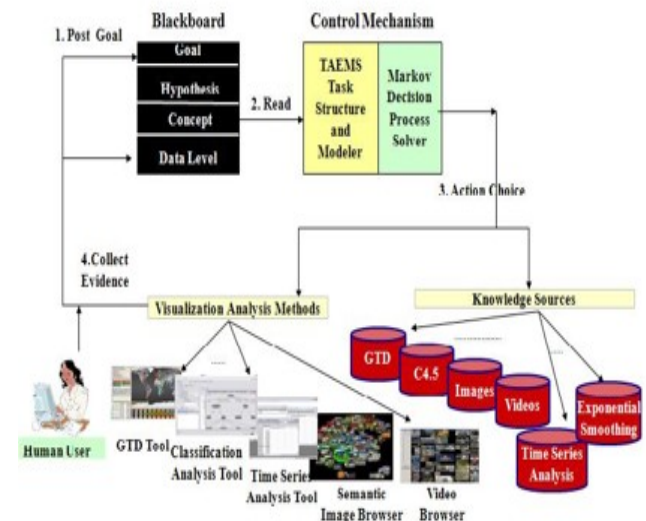 Blackboard
Control Mechanism
1. Post Goal
Goal
Hypothesis
Concept
Data Level
2. Read
TAEMS
Task
Structure
and
Modeler
Markov
Decision
Process
Solver
3. Action Choice
4.Collect
Evidence
Visualization Analysis Methods
Knowledge Sources
GTD
C4.5
Images
Videos
Exponential
Smoothing
Time Series
Analysis
Human User
GTD Tool
Classification
Analysis Tool
Time Series
Analysis Tool
Semantic
Image Browser
Video
Browser